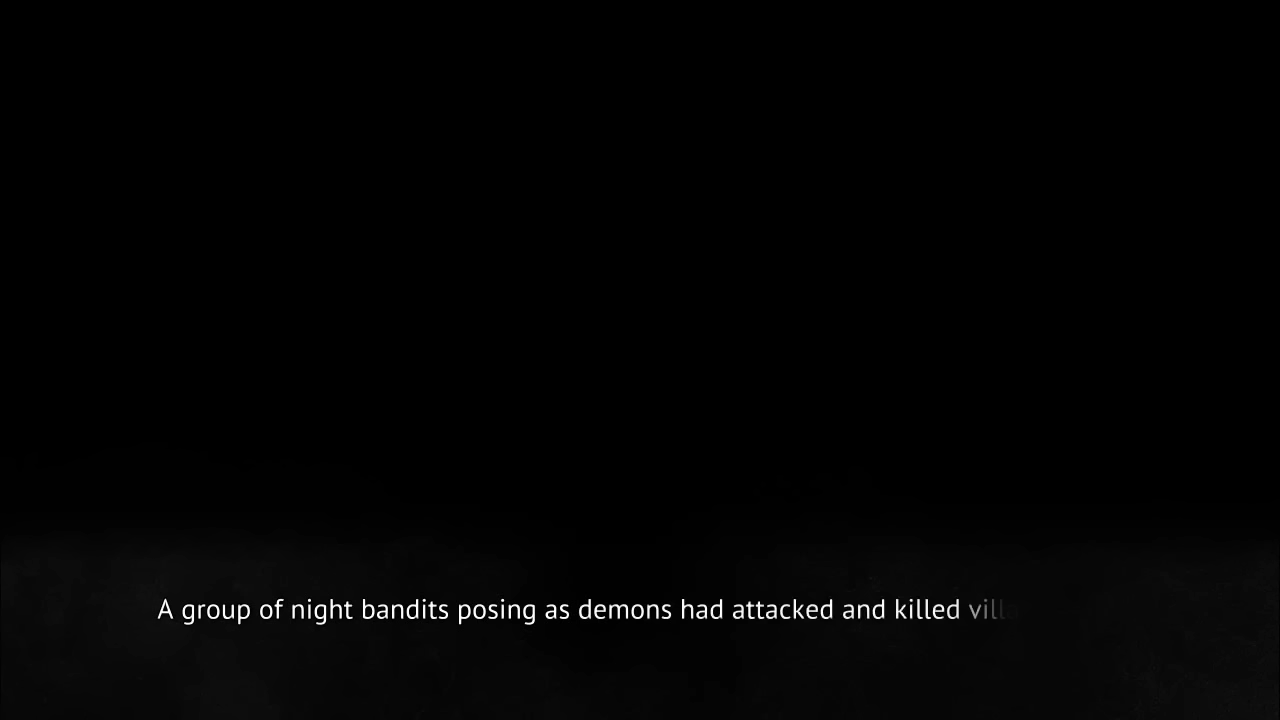 A group of night bandits posing as demons had attacked and killed